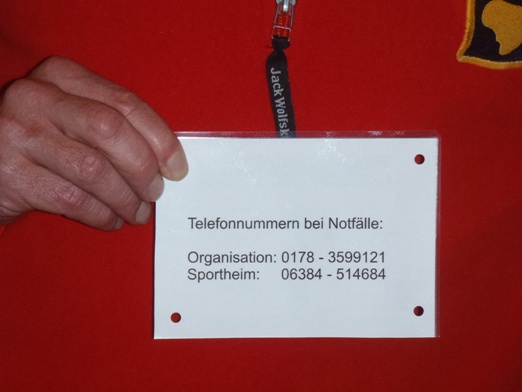 Jack Wolfsk
Telefonnummern bei Notfälle:
Organisation: 0178 - 3599121
Sportheim: 06384 - 514684